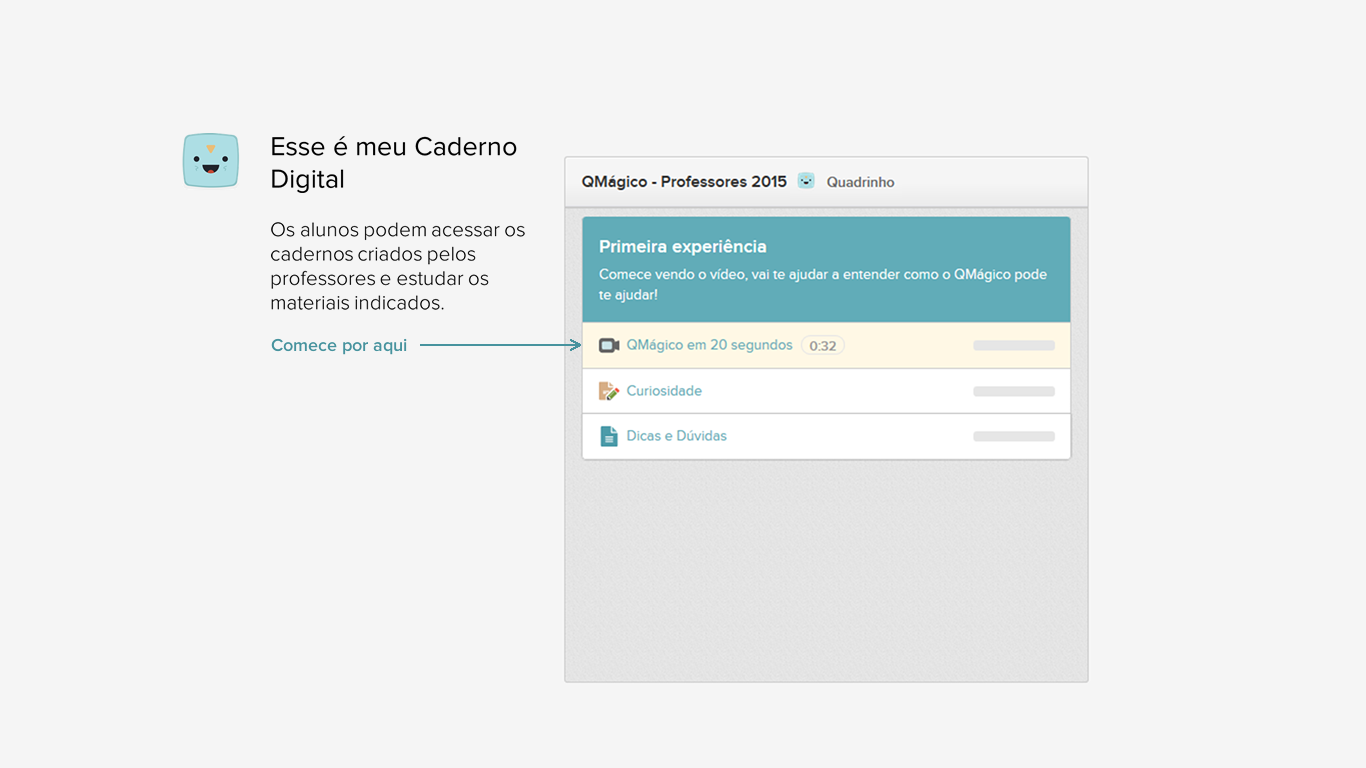 Esse é meu Caderno
Digital
Os alunos podem acessar os
cadernos criados pelos
professores e estudar os
materiais indicados.
Comece por aqui
QMágico - Professores 2015 Quadrinho
Primeira experiência
Comece vendo o vídeo, vai te ajudar a entender como o QMágico pode
te ajudar!
QMágico em 20 segundos 0:32
Curiosidade
Dicas e Dúvidas